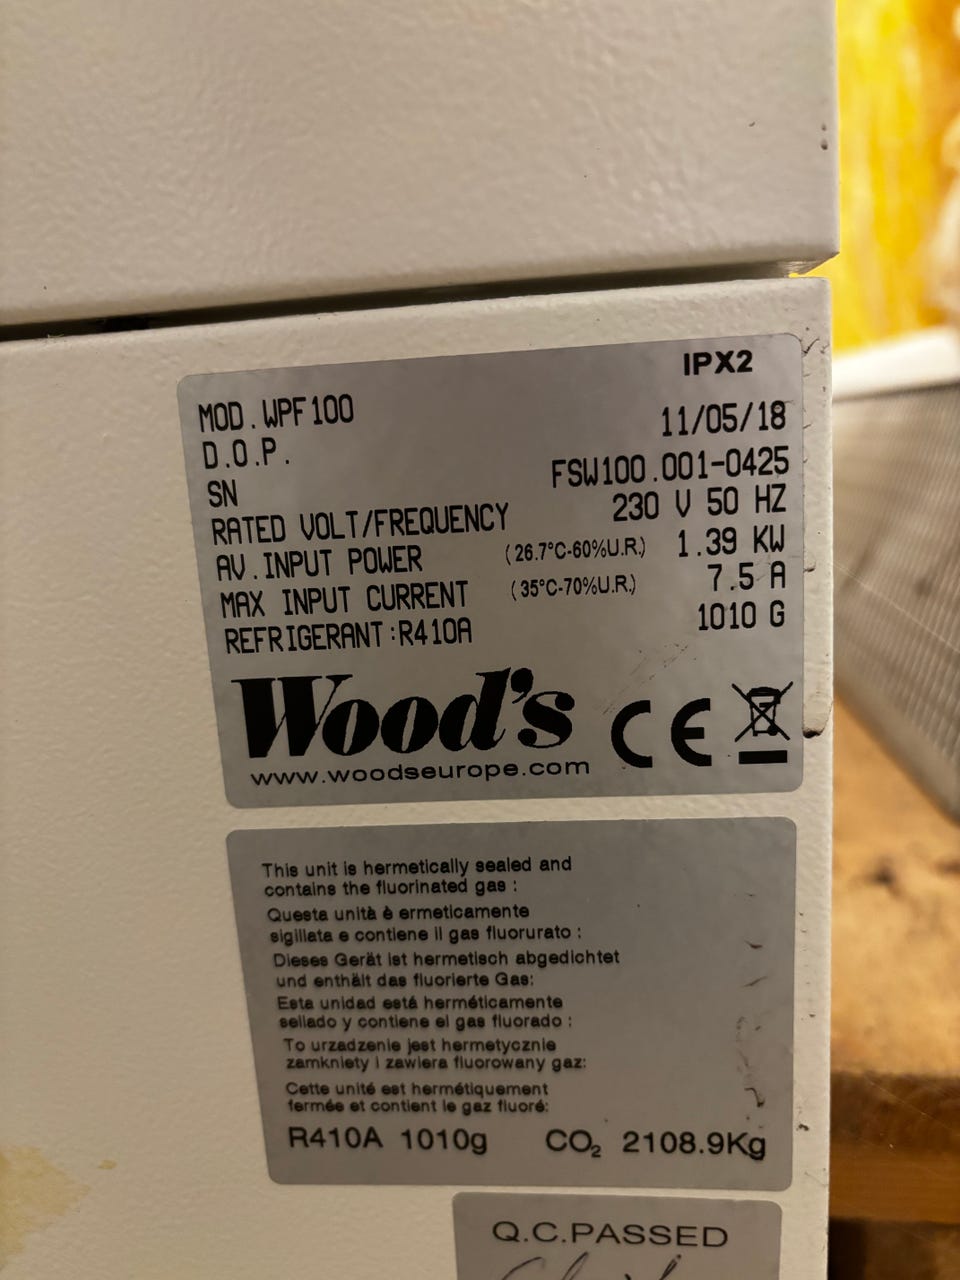 IPX2
MOD.WPF100
D.O.P. 11/05/18
SN FSW100.001-0425
RATED VOLT/FREQUENCY 230 V 50 HZ
AV.INPUT POWER (26.7°C-60%U.R.) 1.39 KW
MAX INPUT CURRENT (35°C-70%U.R.) 7.5 A
REFRIGERANT:R410A 1010 G
Wood's CE
www.woodseurope.com
This unit is hermetically sealed and
contains the fluorinated gas :
Questa unità è ermeticamente
sigillata e contiene il gas fluorurato :
Dieses Gerät ist hermetisch abgedichtet
und enthält das fluorierte Gas:
Esta unidad está herméticamente
sellado y contiene el gas fluorado :
To urzadzenie jest hermetycznie
zamkniety i zawiera fluorowany gaz:
Cette unité est hermétiquement
fermée et contient le gaz fluoré:
R410A 1010g CO₂ 2108.9Kg
Q.C.PASSED